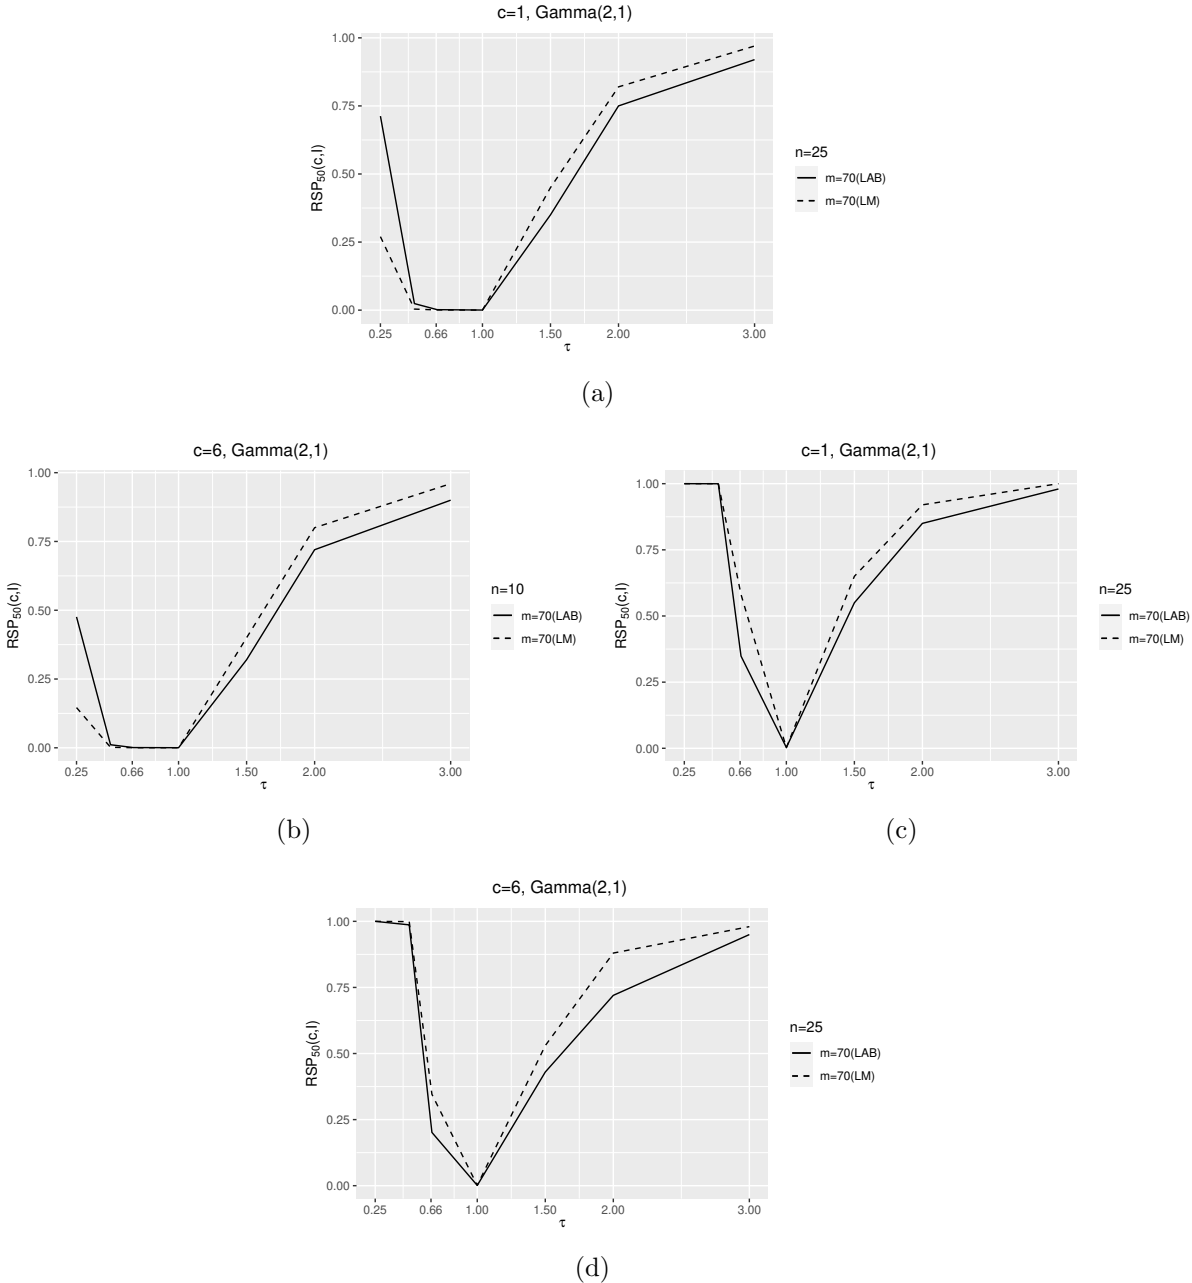 c=1, Gamma(2,1)
1.00
0.75
0.50
0.25
0.00
RSP50(c,I)
0.25 0.66 1.00 1.50 2.00 3.00
τ
n=25
m=70(LAB)
m=70(LM)
(a)
c=6, Gamma(2,1)
1.00
0.75
0.50
0.25
0.00
RSP50(c,I)
0.25 0.66 1.00 1.50 2.00 3.00
τ
n=10
m=70(LAB)
m=70(LM)
(b)
c=1, Gamma(2,1)
1.00
0.75
0.50
0.25
0.00
RSP50(c,I)
0.25 0.66 1.00 1.50 2.00 3.00
τ
n=25
m=70(LAB)
m=70(LM)
(c)
c=6, Gamma(2,1)
1.00
0.75
0.50
0.25
0.00
RSP50(c,I)
0.25 0.66 1.00 1.50 2.00 3.00
τ
n=25
m=70(LAB)
m=70(LM)
(d)